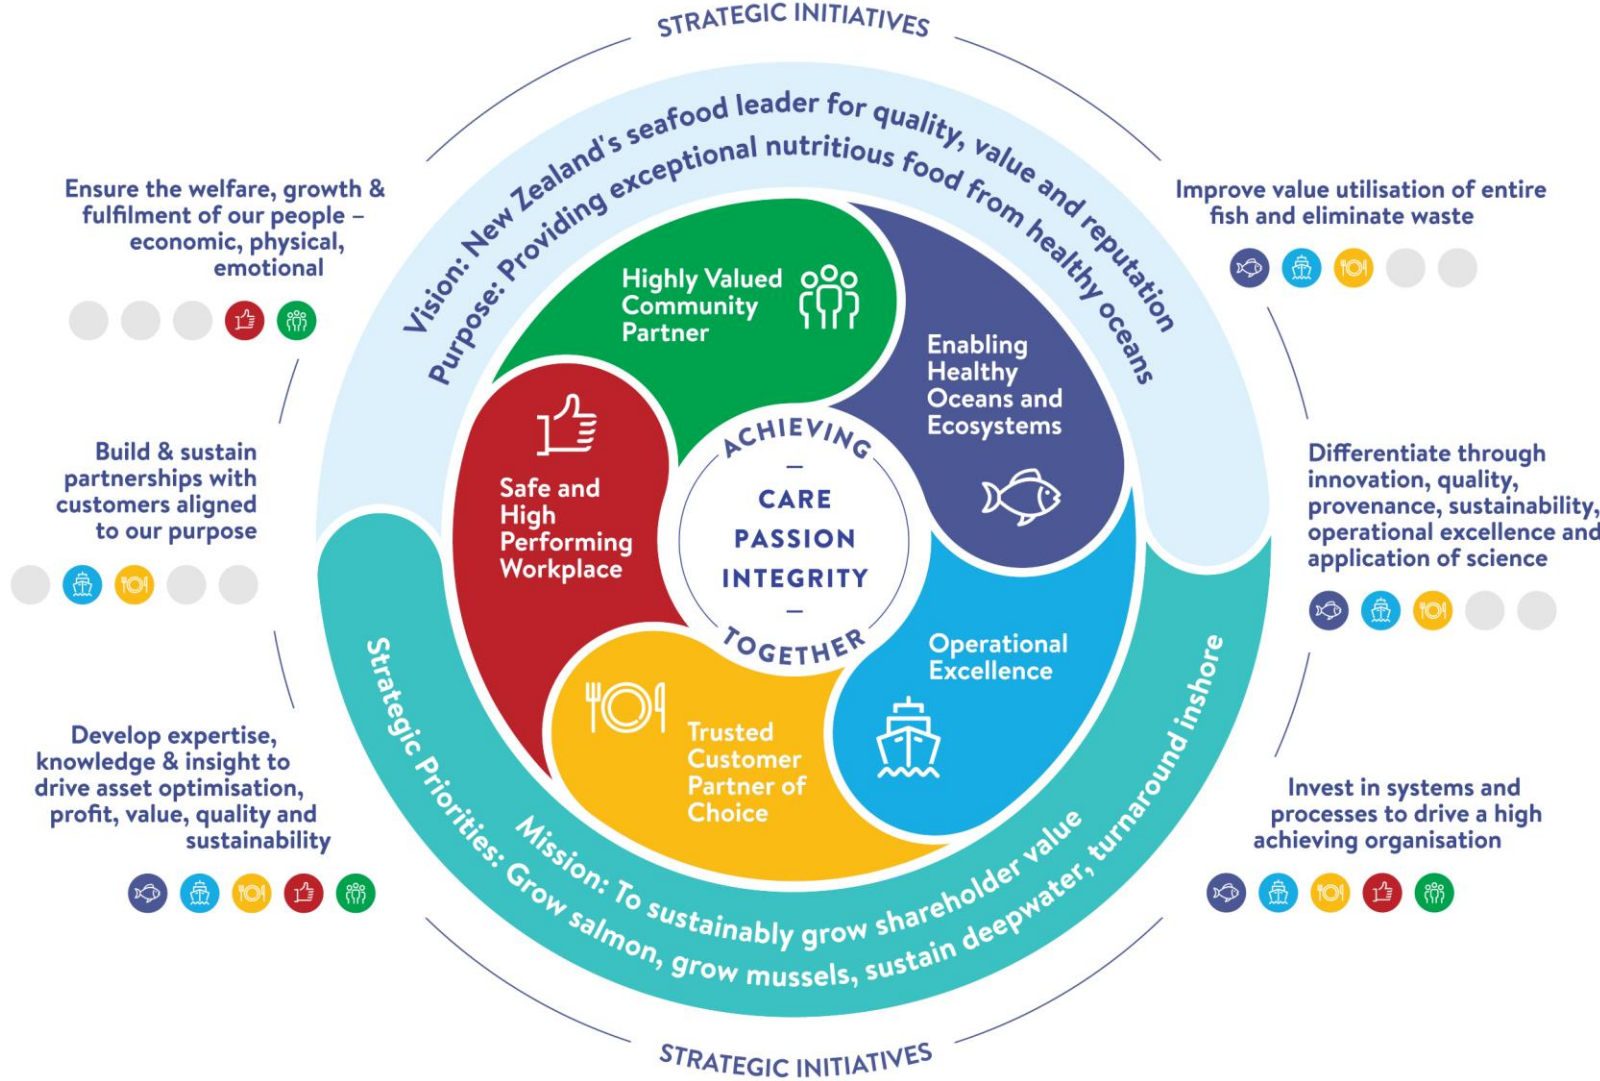 STRATEGIC INITIATIVES
Vision: New Zealand's seafood leader for quality, value and reputation
Purpose: Providing exceptional nutritious food from healthy oceans
Ensure the welfare, growth &
fulfilment of our people –
economic, physical,
emotional
Build & sustain
partnerships with
customers aligned
to our purpose
Develop expertise,
knowledge & insight to
drive asset optimisation,
profit, value, quality and
sustainability
Highly Valued
Community
Partner
Enabling
Healthy
Oceans and
Ecosystems
Safe and
High
Performing
Workplace
ACHIEVING
–
CARE
PASSION
INTEGRITY
–
TOGETHER
Operational
Excellence
Trusted
Customer
Partner of
Choice
Improve value utilisation of entire
fish and eliminate waste
Differentiate through
innovation, quality,
provenance, sustainability,
operational excellence and
application of science
Invest in systems and
processes to drive a high
achieving organisation
Mission: To sustainably grow shareholder value
Strategic Priorities: Grow salmon, grow mussels, sustain deepwater, turnaround inshore
STRATEGIC INITIATIVES